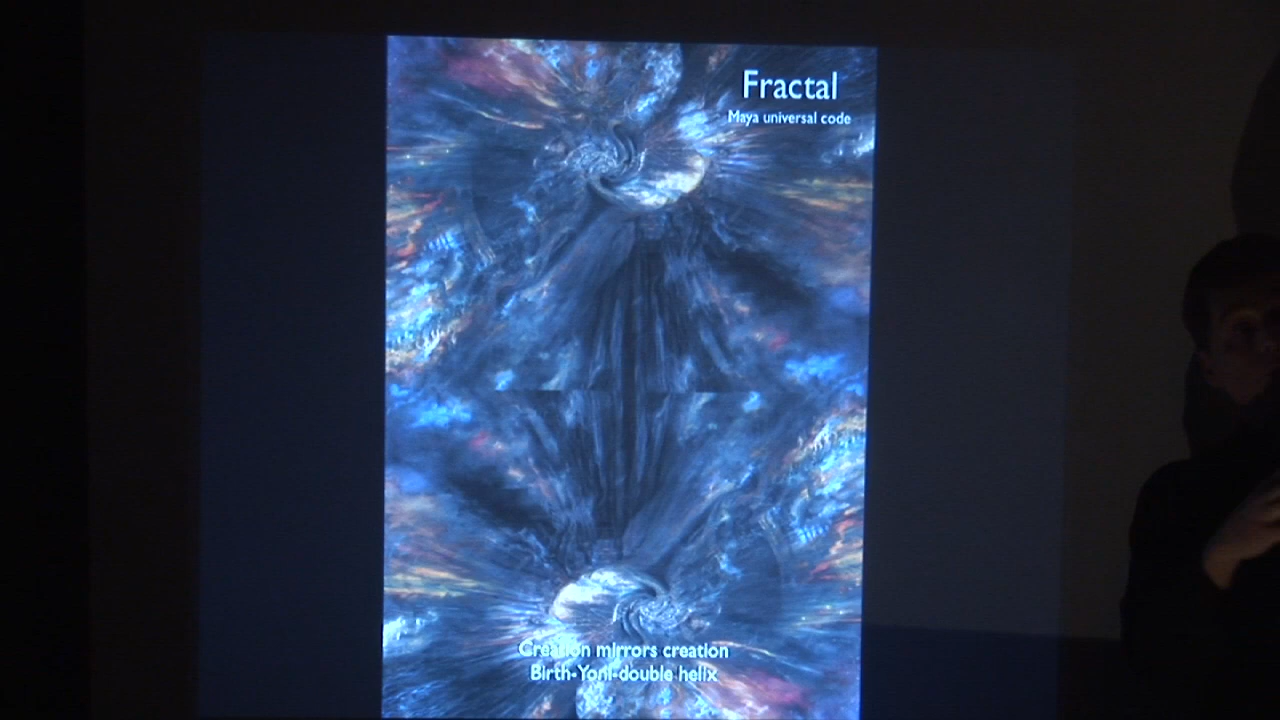 Fractal
Maya universal code
Creation mirrors creation
Birth-Yoni-double helix